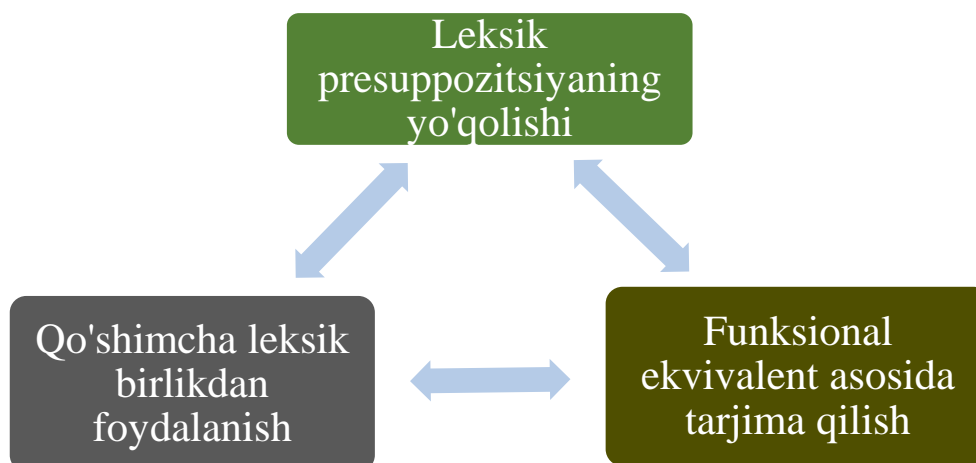 Leksik
presuppozitsiyaning
yo'qolishi
Qo'shimcha leksik
birlikdan
foydalanish
Funksional
ekvivalent asosida
tarjima qilish